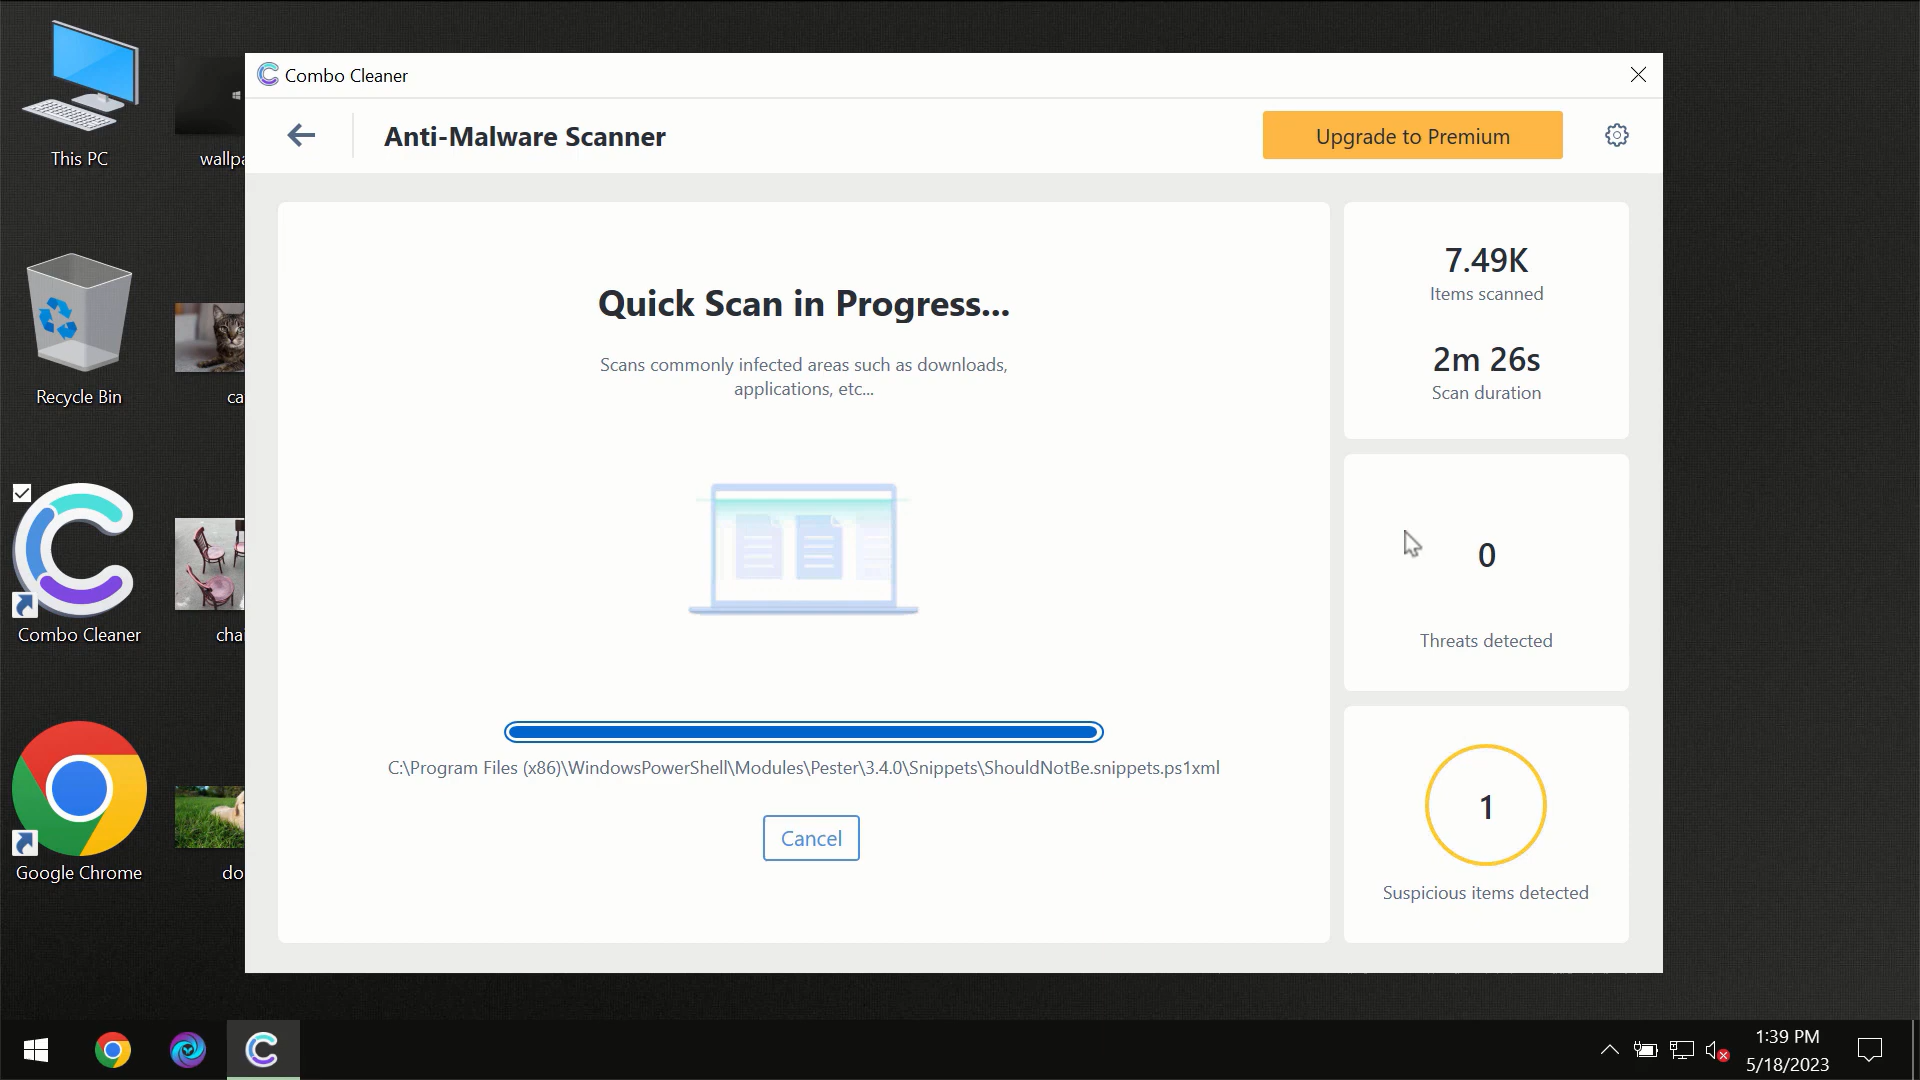 This PC
wallpa
Recycle Bin
ca
Combo Cleaner
chai
Google Chrome
do
Combo Cleaner
Anti-Malware Scanner
Upgrade to Premium
Quick Scan in Progress...
Scans commonly infected areas such as downloads,
applications, etc...
C:\Program Files (x86)\WindowsPowerShell\Modules\Pester\3.4.0\Snippets\ShouldNotBe.snippets.ps1xml
Cancel
7.49K
Items scanned
2m 26s
Scan duration
0
Threats detected
1
Suspicious items detected
1:39 PM
5/18/2023